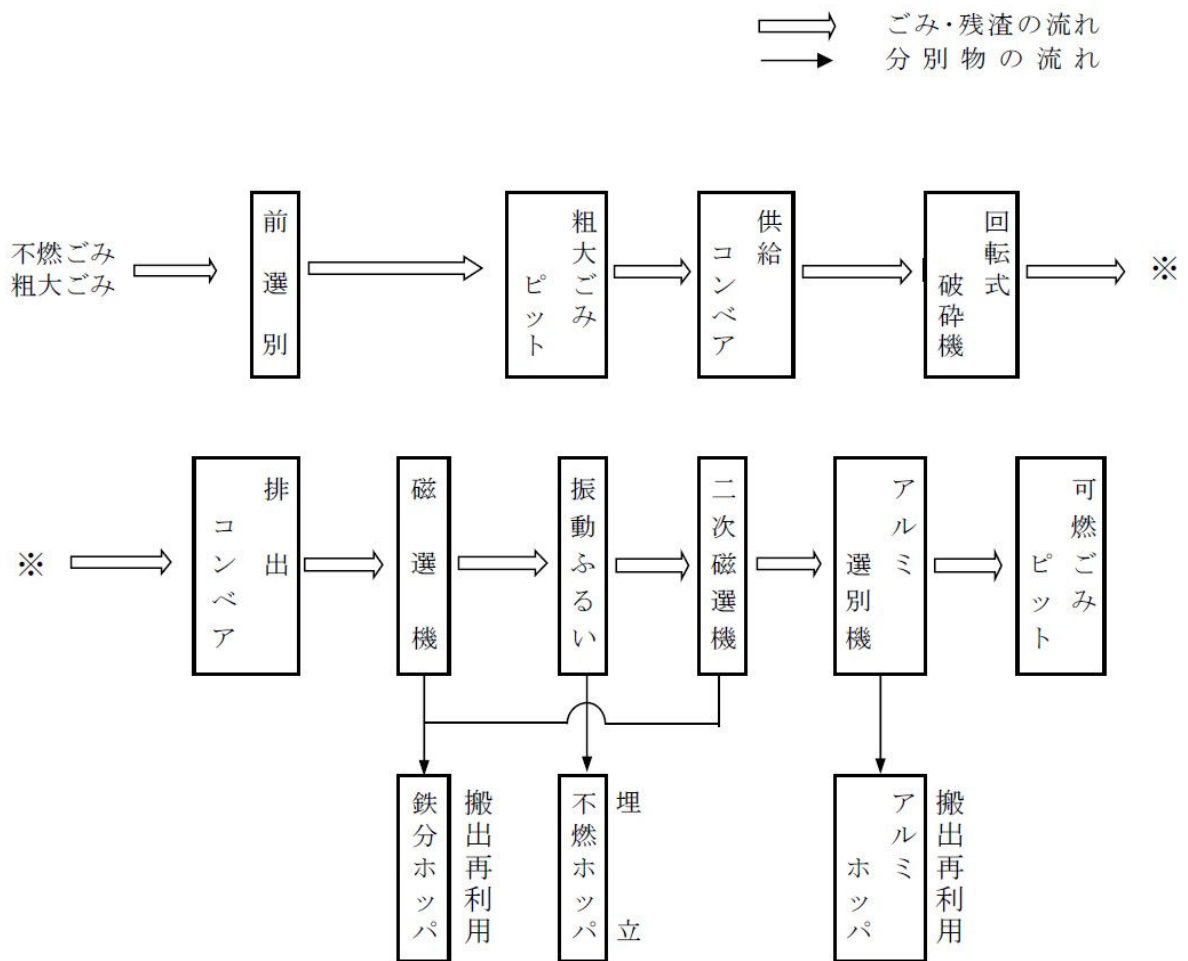 ごみ・残渣の流れ
分別物の流れ
不燃ごみ
粗大ごみ
前選別
粗大ごみ
ピット
供給
コンベア
回転式
破砕機
※
※
排出
コンベア
磁選機
振動ふるい
二次磁選機
アルミ
選別機
可燃ごみ
ピット
鉄分ホッパ
搬出再利用
不燃ホッパ
埋立
アルミ
ホッパ
搬出再利用